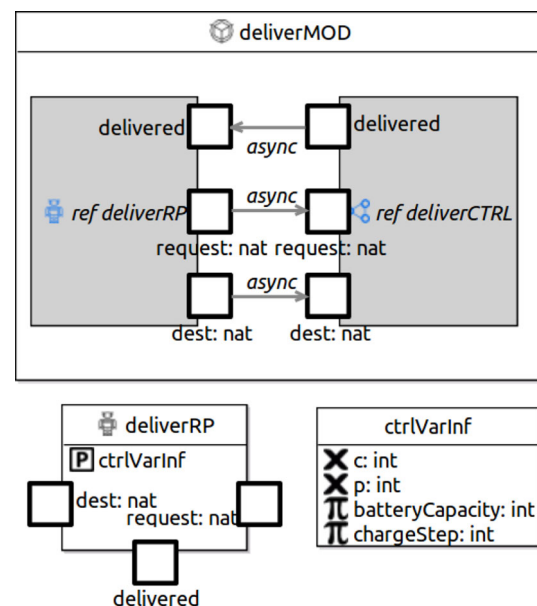 deliverMOD
delivered
delivered
async
async
ref deliverRP
ref deliverCTRL
request: nat
request: nat
async
dest: nat
dest: nat
deliverRP
P ctrlVarInf
dest: nat
request: nat
delivered
ctrlVarInf
X c: int
X p: int
π batteryCapacity: int
π chargeStep: int